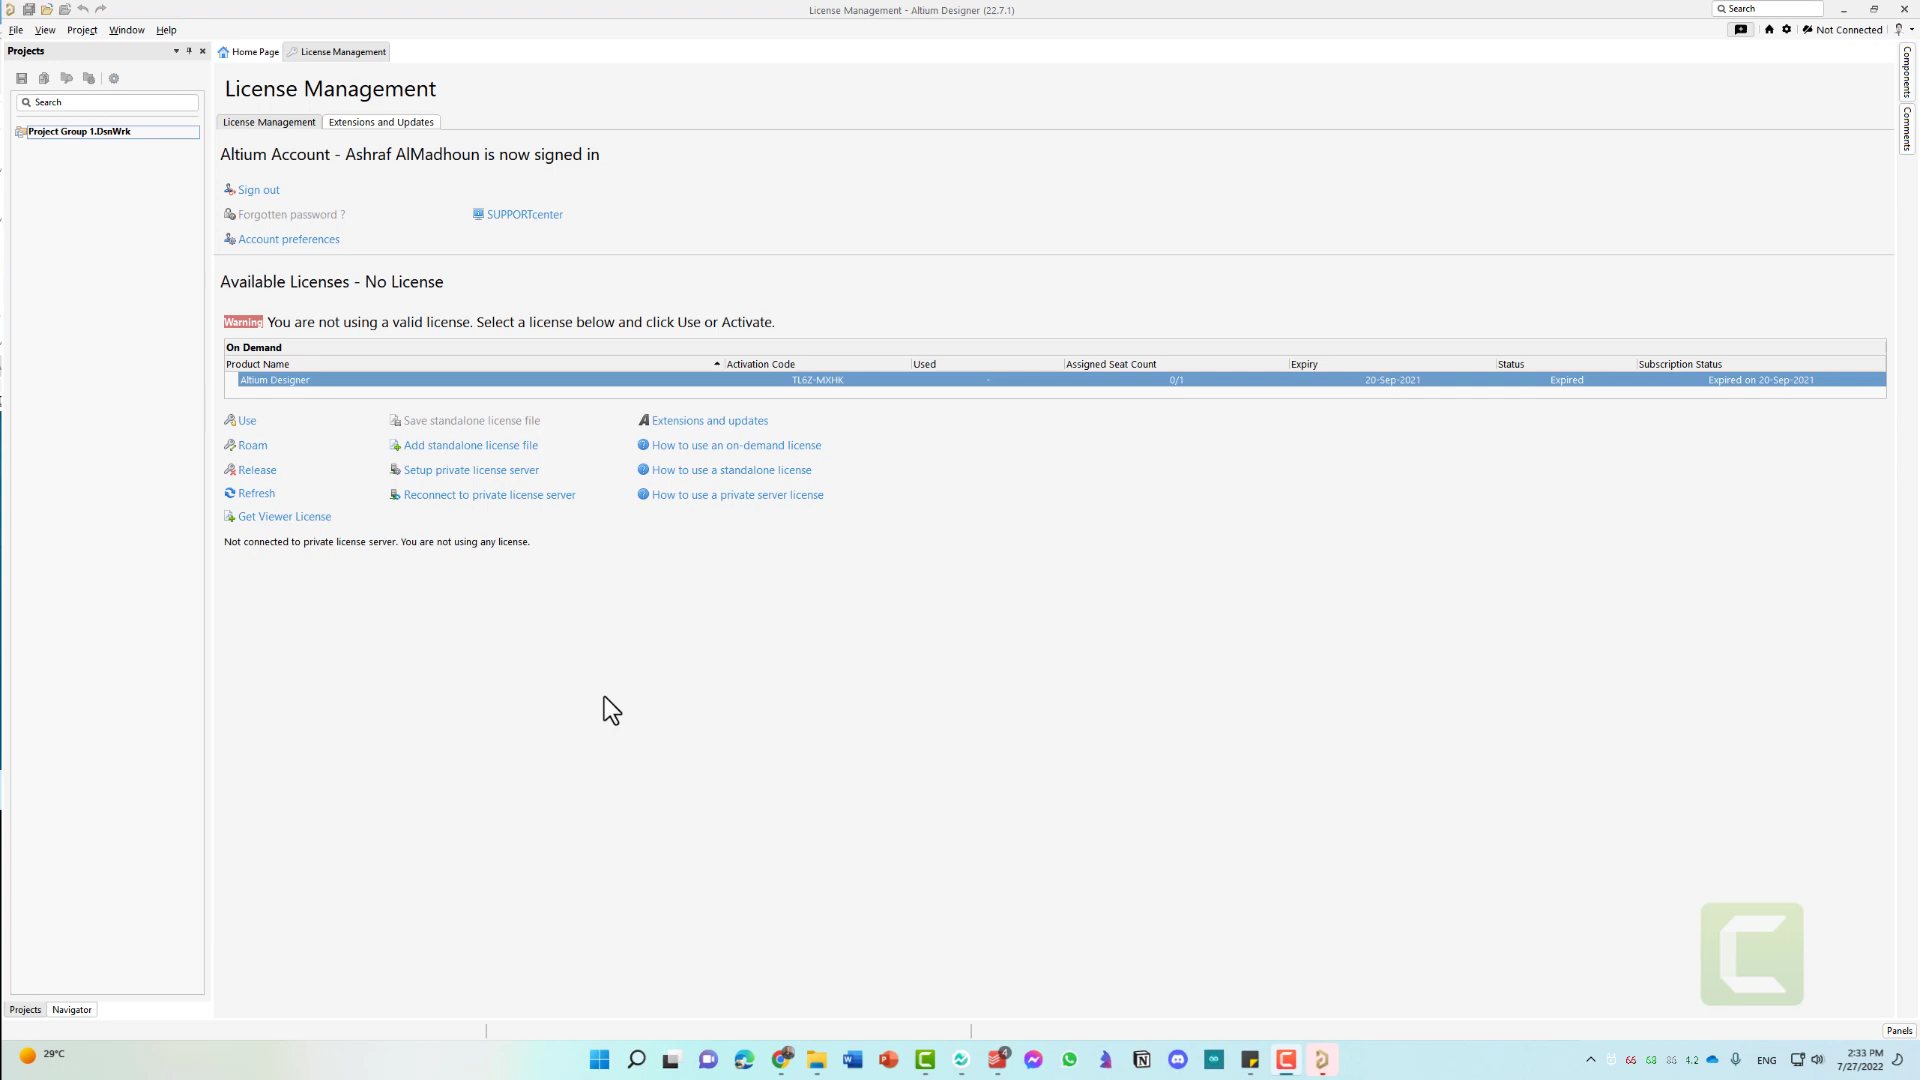 License Management - Altium Designer (22.7.1)
Search
File View Project Window Help
Not Connected
Projects
Home Page License Management
Components
Comments
Search
Project Group 1.DsnWrk
License Management
License Management Extensions and Updates
Altium Account - Ashraf AlMadhoun is now signed in
Sign out
Forgotten password ? SUPPORTcenter
Account preferences
Available Licenses - No License
Warning You are not using a valid license. Select a license below and click Use or Activate.
On Demand
Product Name Activation Code Used Assigned Seat Count Expiry Status Subscription Status
Altium Designer TL6Z-MXHK - 0/1 20-Sep-2021 Expired Expired on 20-Sep-2021
Use Save standalone license file Extensions and updates
Roam Add standalone license file How to use an on-demand license
Release Setup private license server How to use a standalone license
Refresh Reconnect to private license server How to use a private server license
Get Viewer License
Not connected to private license server. You are not using any license.
Projects Navigator
Panels
29°C
4
66 68 86 4.2
ENG
2:33 PM
7/27/2022